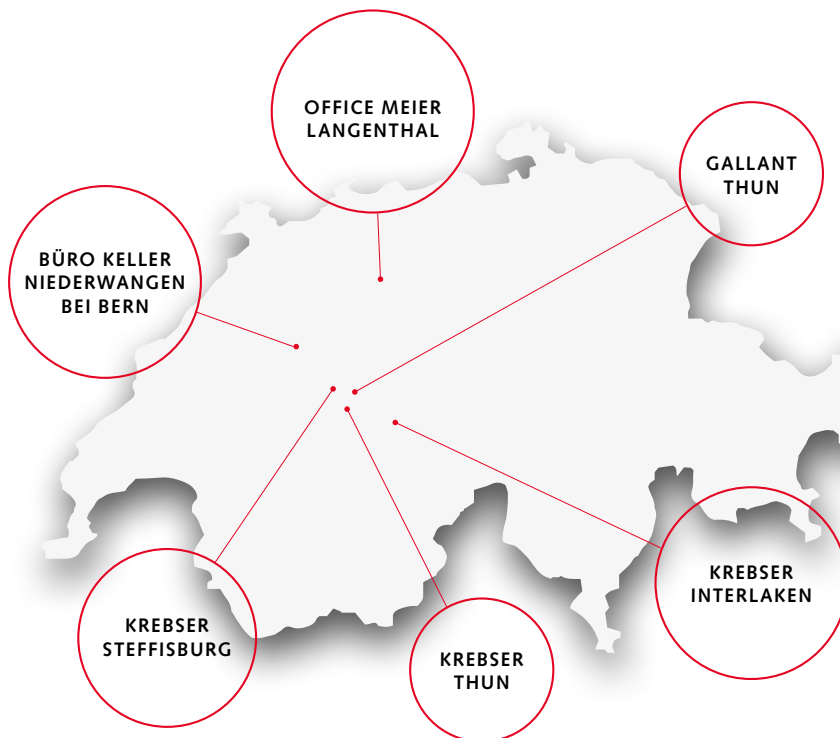 OFFICE MEIER
LANGENTHAL
GALLANT
THUN
BÜRO KELLER
NIEDERWANGEN
BEI BERN
KREBSER
STEFFISBURG
KREBSER
THUN
KREBSER
INTERLAKEN